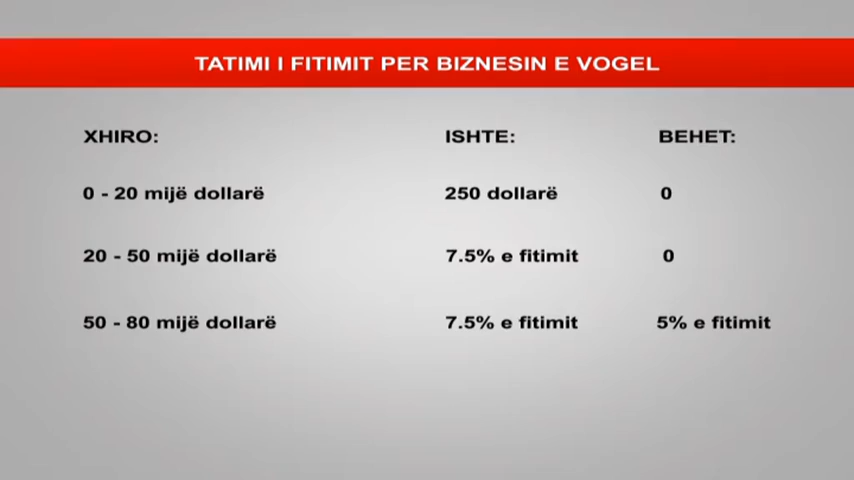 TATIMI I FITIMIT PER BIZNESIN E VOGEL
XHIRO: ISHTE: BEHET:
0 - 20 mijë dollarë 250 dollarë 0
20 - 50 mijë dollarë 7.5% e fitimit 0
50 - 80 mijë dollarë 7.5% e fitimit 5% e fitimit